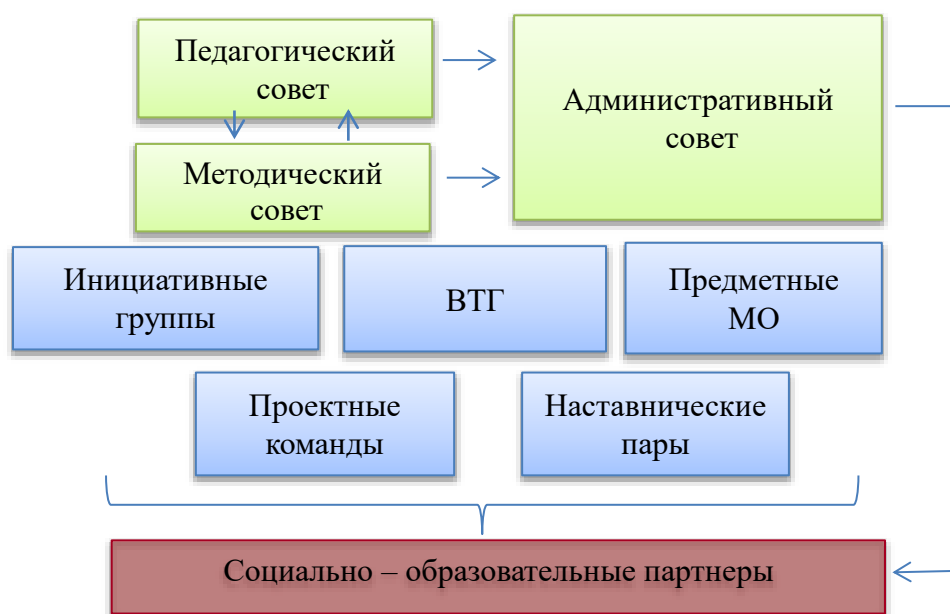 Педагогический
совет
Административный
совет
Методический
совет
Инициативные
группы
ВТГ
Предметные
МО
Проектные
команды
Наставнические
пары
Социально – образовательные партнеры